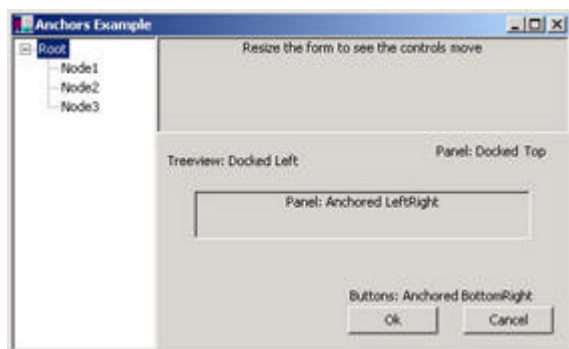 Anchors Example
Root
Node1
Node2
Node3
Resize the form to see the controls move
Panel: Docked Top
Treeview: Docked Left
Panel: Anchored LeftRight
Buttons: Anchored BottomRight
Ok
Cancel